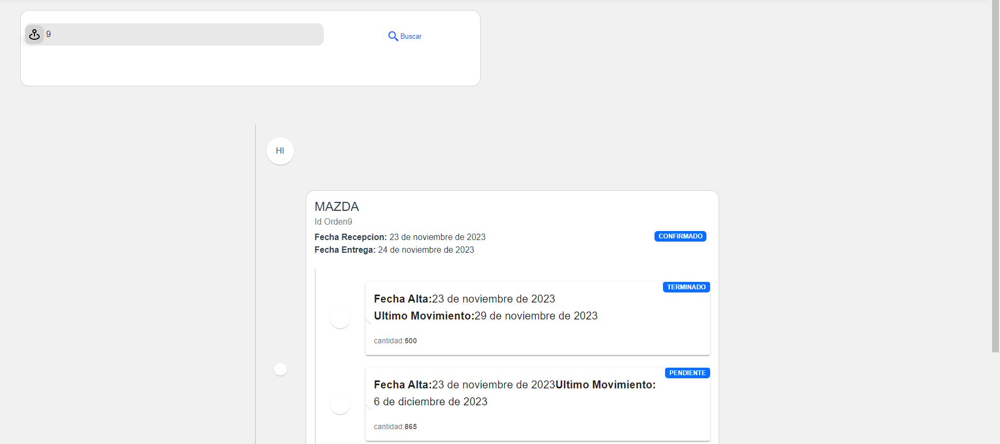 9
Buscar
HI
MAZDA
Id Orden9
Fecha Recepcion: 23 de noviembre de 2023
CONFIRMADO
Fecha Entrega: 24 de noviembre de 2023
TERMINADO
Fecha Alta:23 de noviembre de 2023
Ultimo Movimiento:29 de noviembre de 2023
cantidad:500
PENDIENTE
Fecha Alta:23 de noviembre de 2023Ultimo Movimiento:
6 de diciembre de 2023
cantidad:865